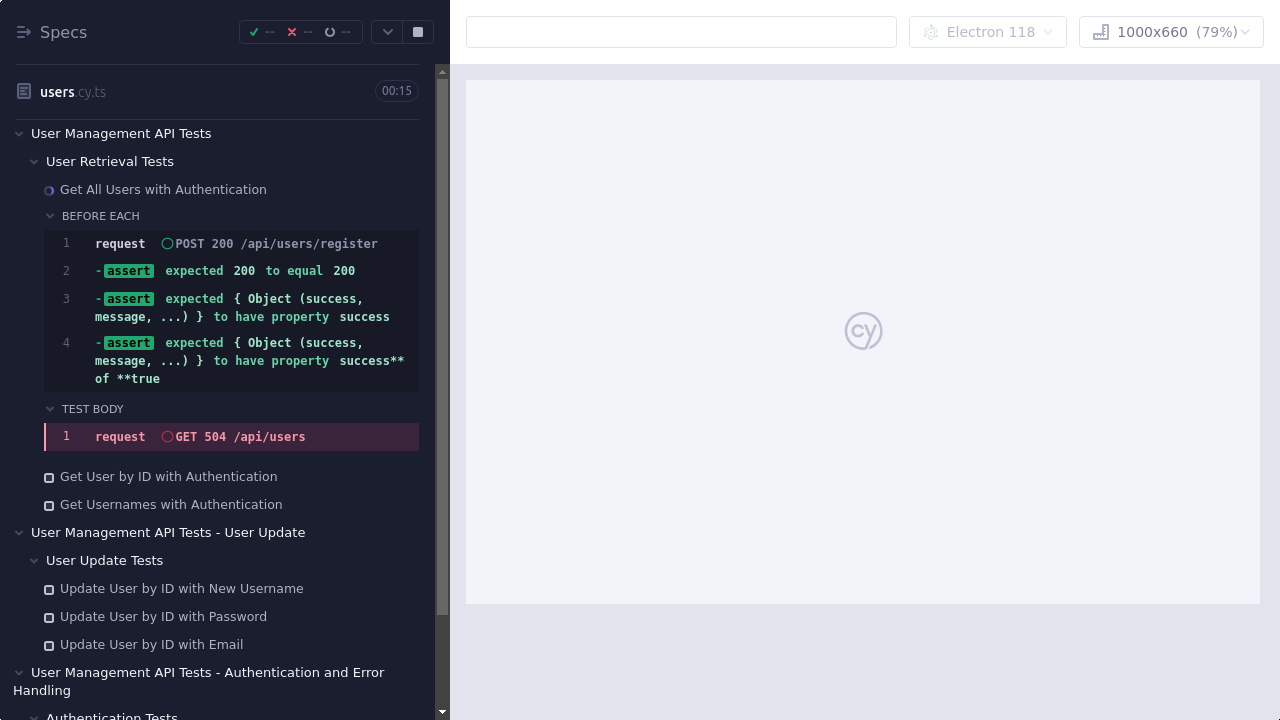 Specs
--
--
--
Electron 118
1000x660 (79%)
users.cy.ts
00:15
User Management API Tests
User Retrieval Tests
Get All Users with Authentication
BEFORE EACH
1 request POST 200 /api/users/register
2 -assert expected 200 to equal 200
3 -assert expected { Object (success,
message, ...) } to have property success
4 -assert expected { Object (success,
message, ...) } to have property success**
of **true
TEST BODY
1 request GET 504 /api/users
Get User by ID with Authentication
Get Usernames with Authentication
User Management API Tests - User Update
User Update Tests
Update User by ID with New Username
Update User by ID with Password
Update User by ID with Email
User Management API Tests - Authentication and Error
Handling
Authentication Tests
cy